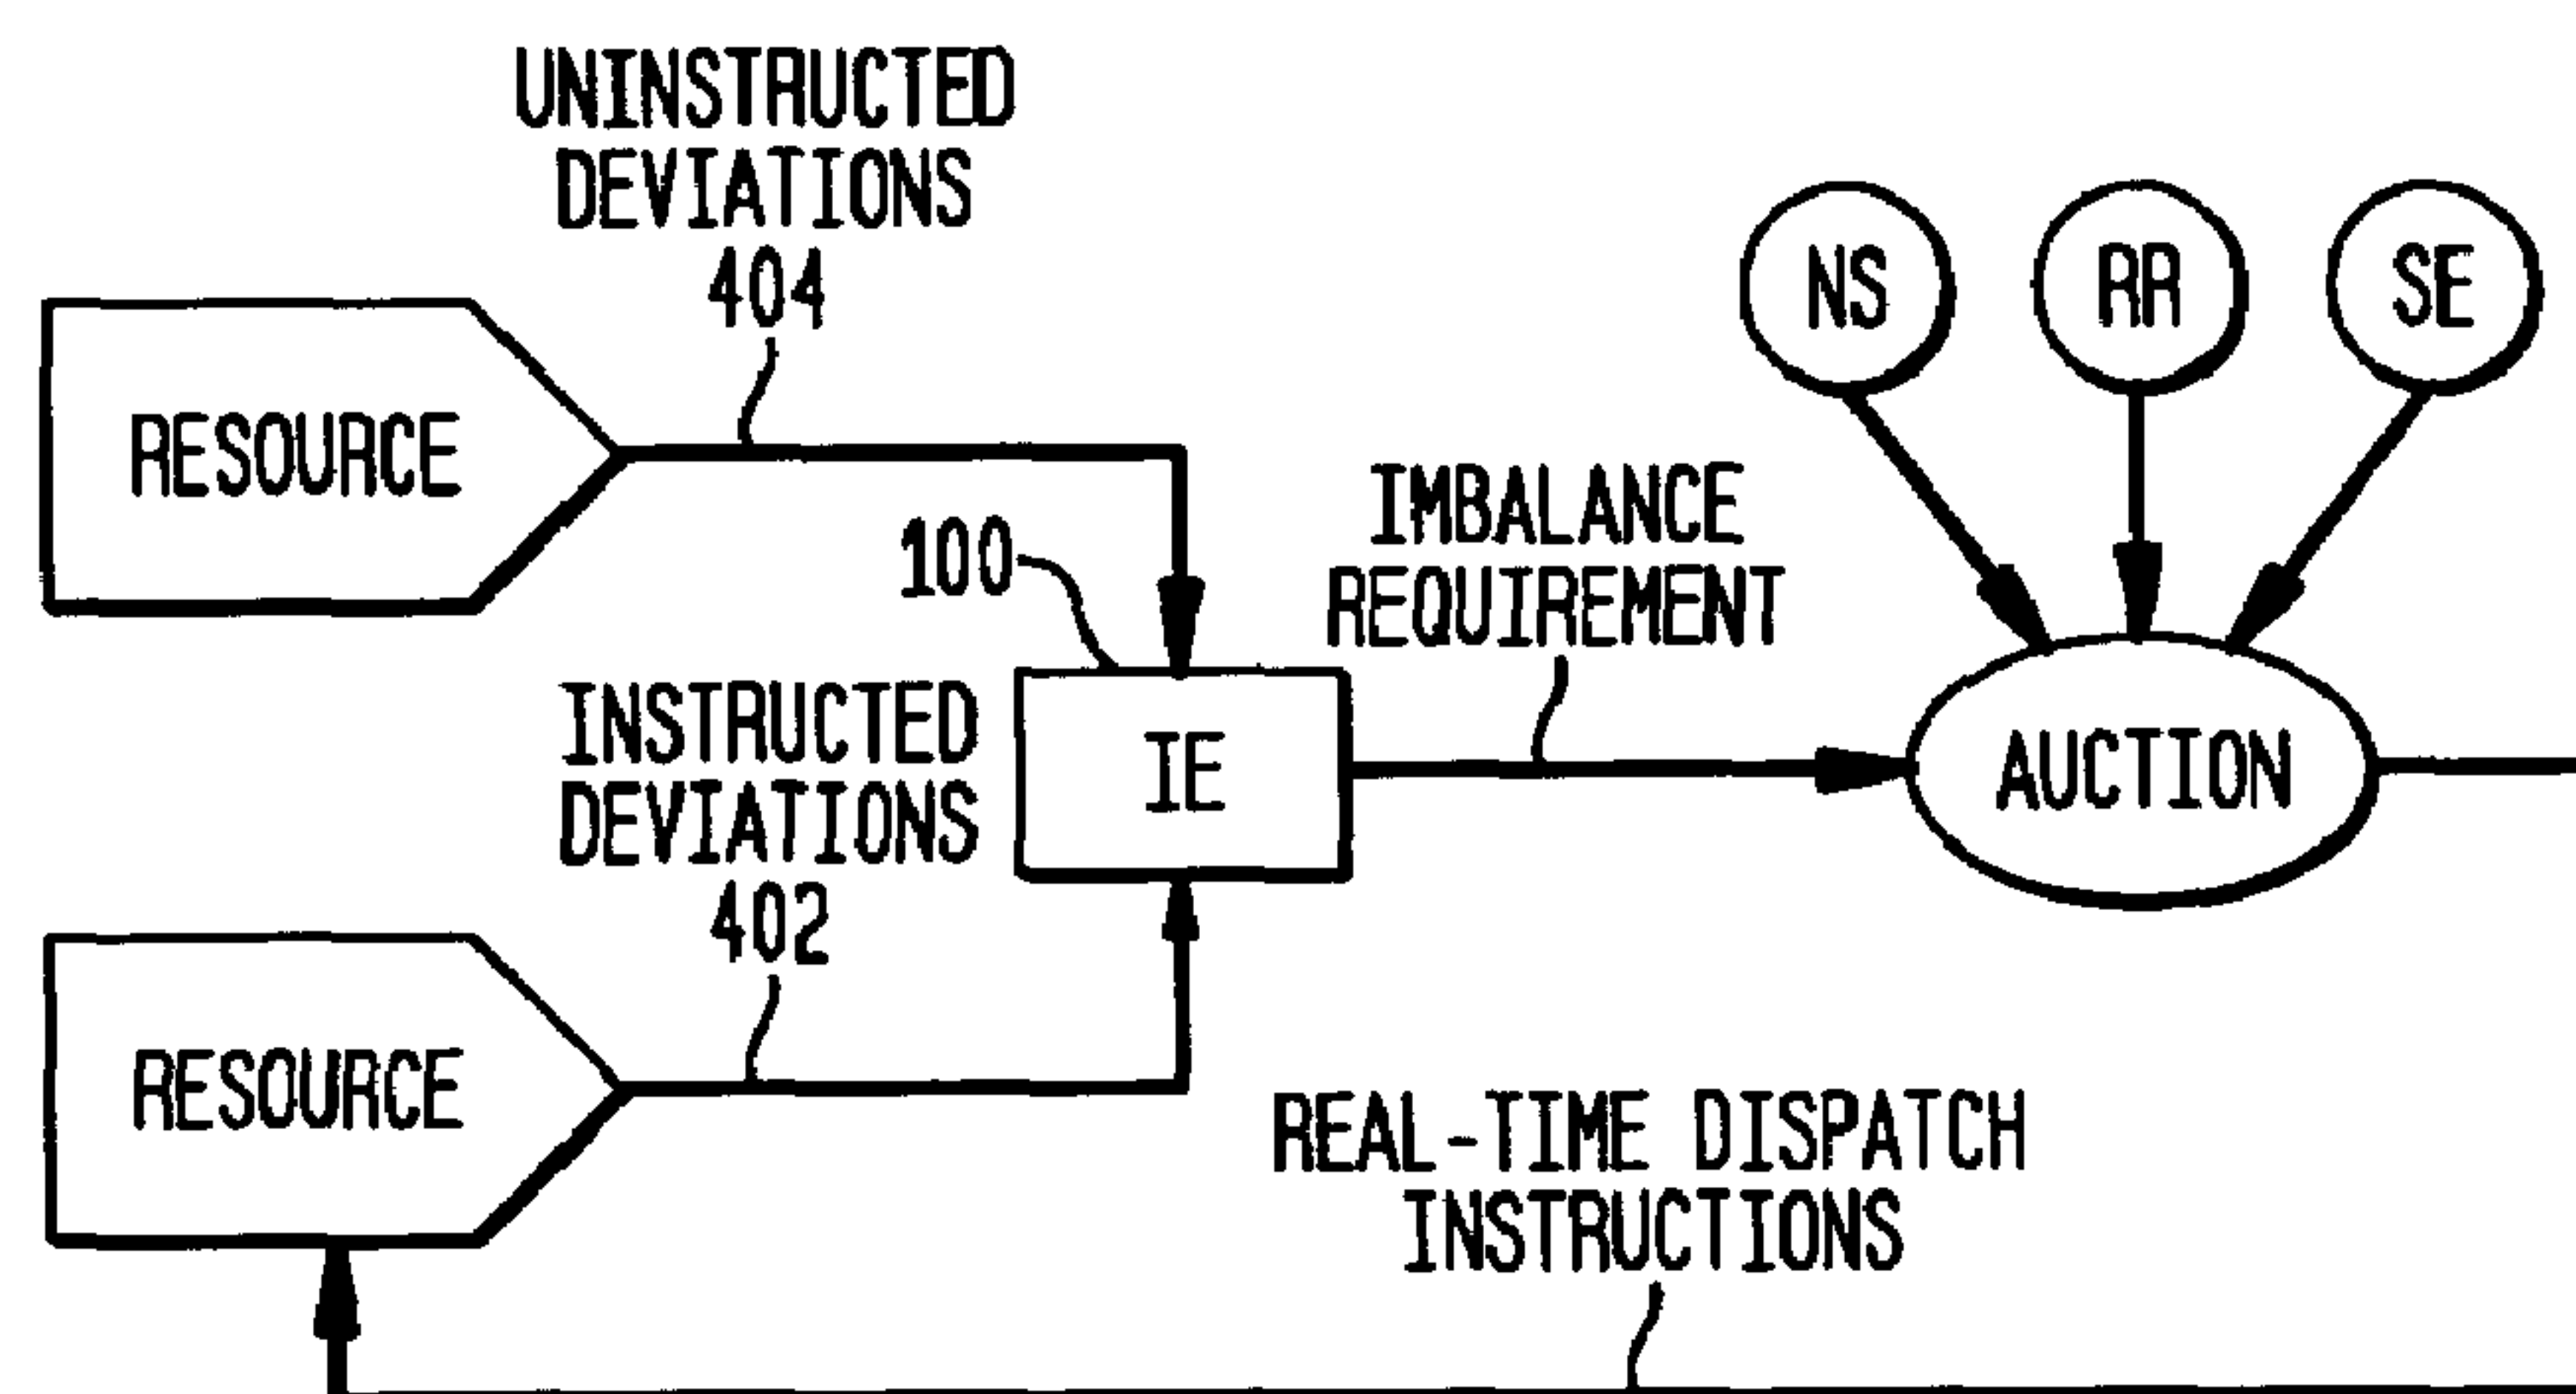 UNINSTRUCTED
DEVIATIONS
404
NS
RR
SE
RESOURCE
100
IMBALANCE
REQUIREMENT
INSTRUCTED
DEVIATIONS
402
IE
AUCTION
RESOURCE
REAL-TIME DISPATCH
INSTRUCTIONS